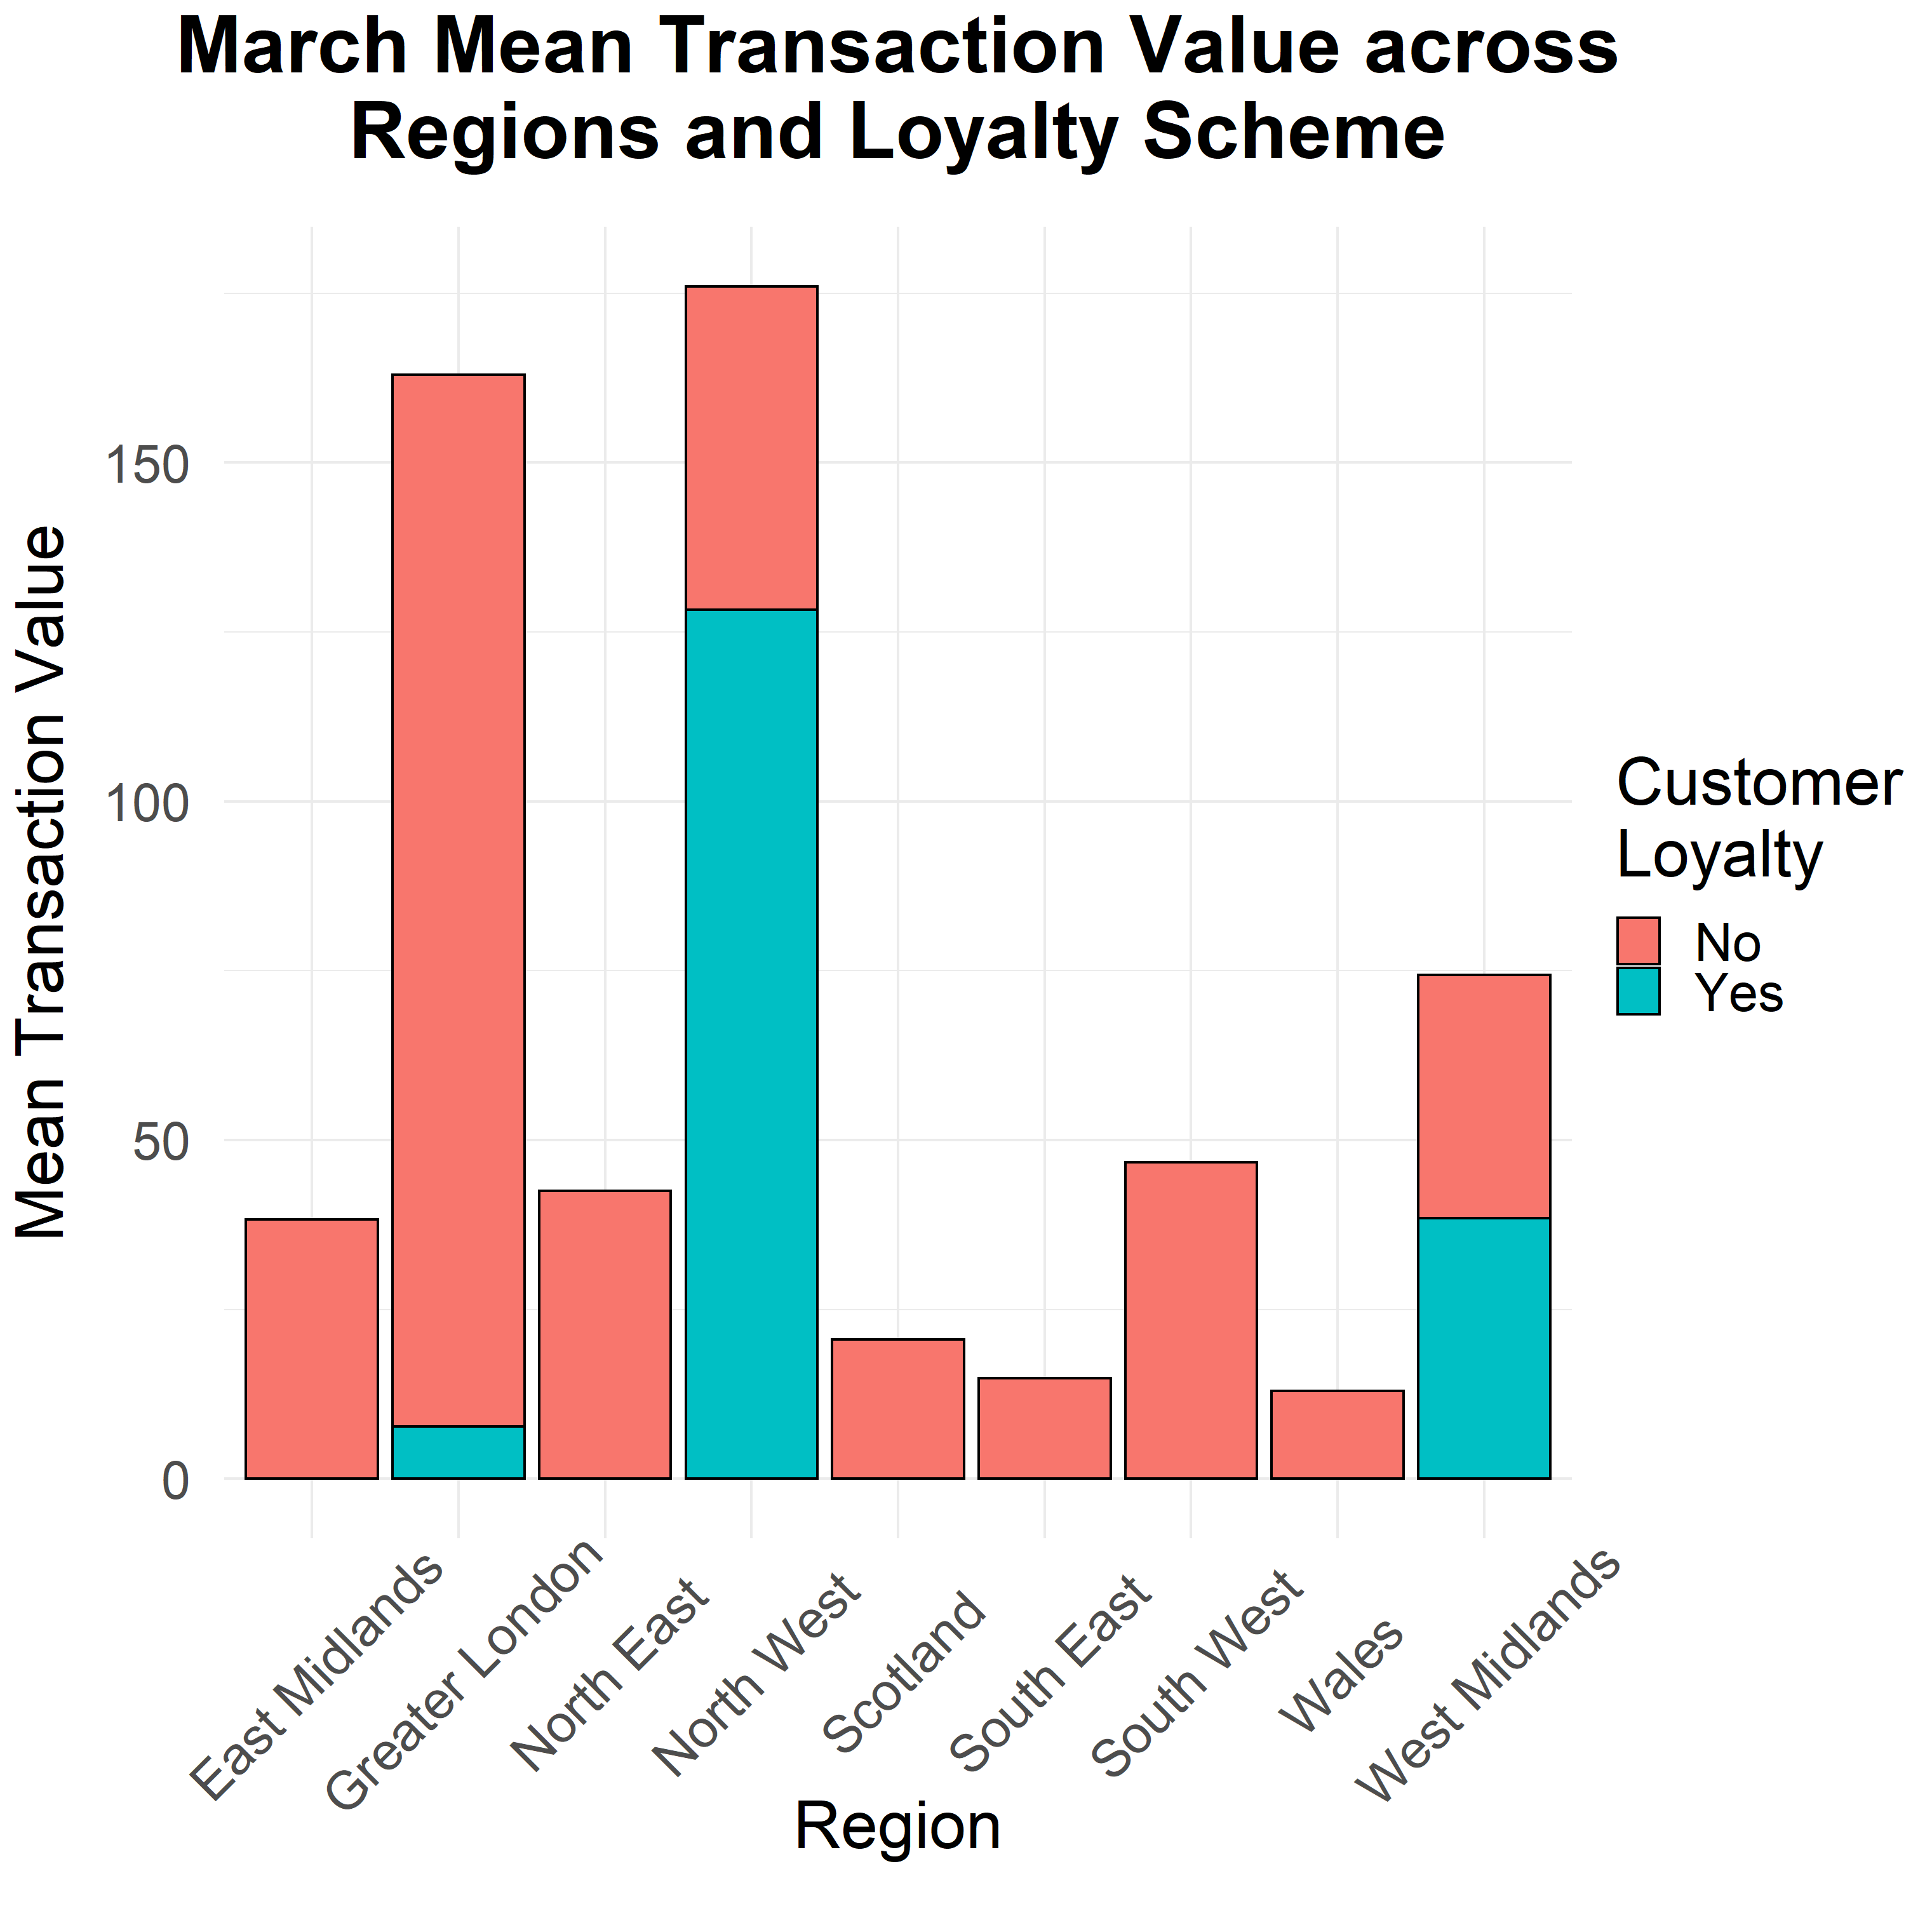 March Mean Transaction Value across
Regions and Loyalty Scheme
Mean Transaction Value
150
100
50
0
East Midlands
Greater London
North East
North West
Scotland
South East
South West
Wales
West Midlands
Region
Customer
Loyalty
No
Yes